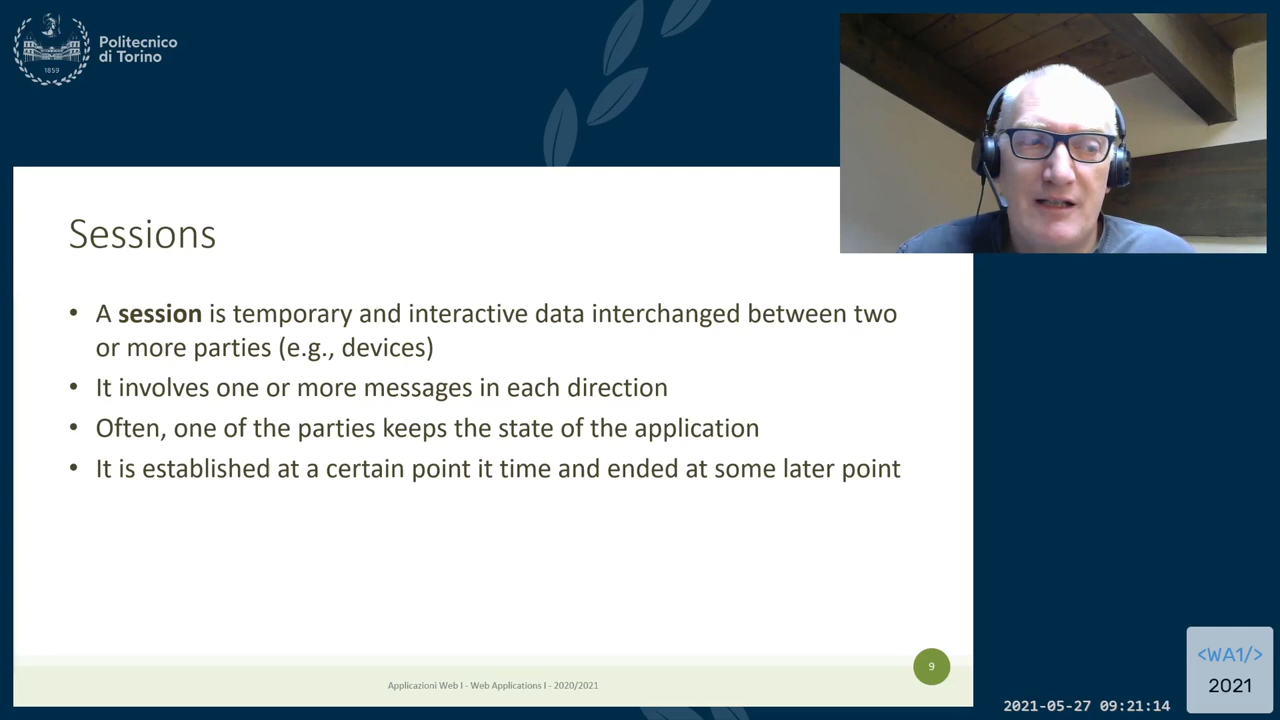 Politecnico
di Torino
1859
Sessions
• A session is temporary and interactive data interchanged between two
or more parties (e.g., devices)
• It involves one or more messages in each direction
• Often, one of the parties keeps the state of the application
• It is established at a certain point it time and ended at some later point
9
Applicazioni Web I - Web Applications I - 2020/2021
<WA1/>
2021
2021-05-27 09:21:14